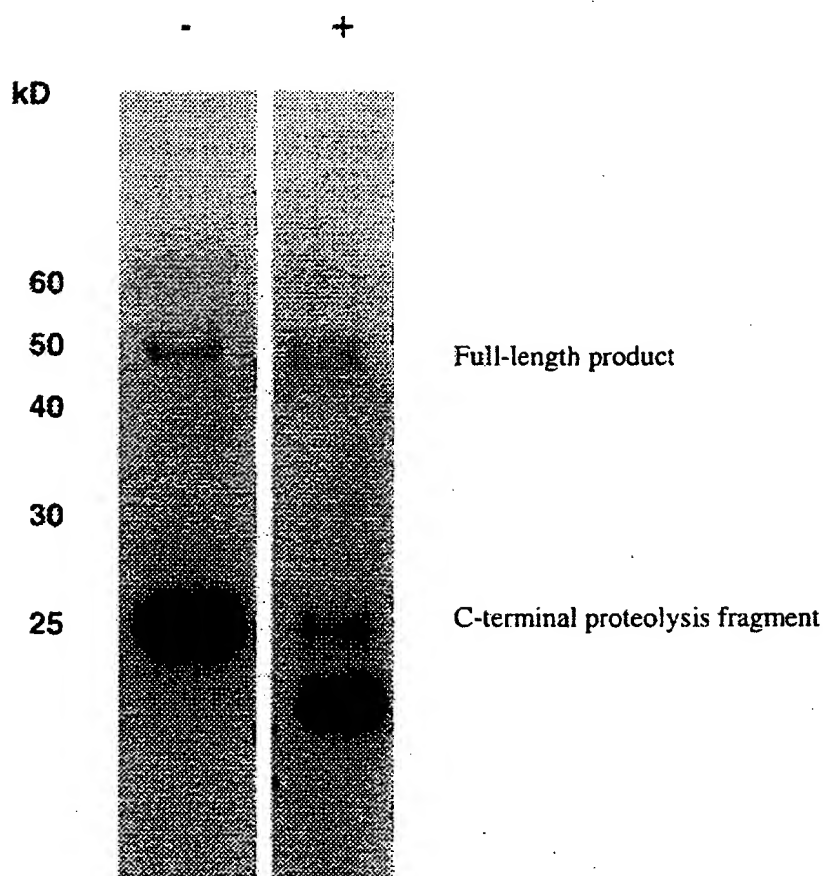 - +
kD
60
50 Full-length product
40
30
25 C-terminal proteolysis fragment